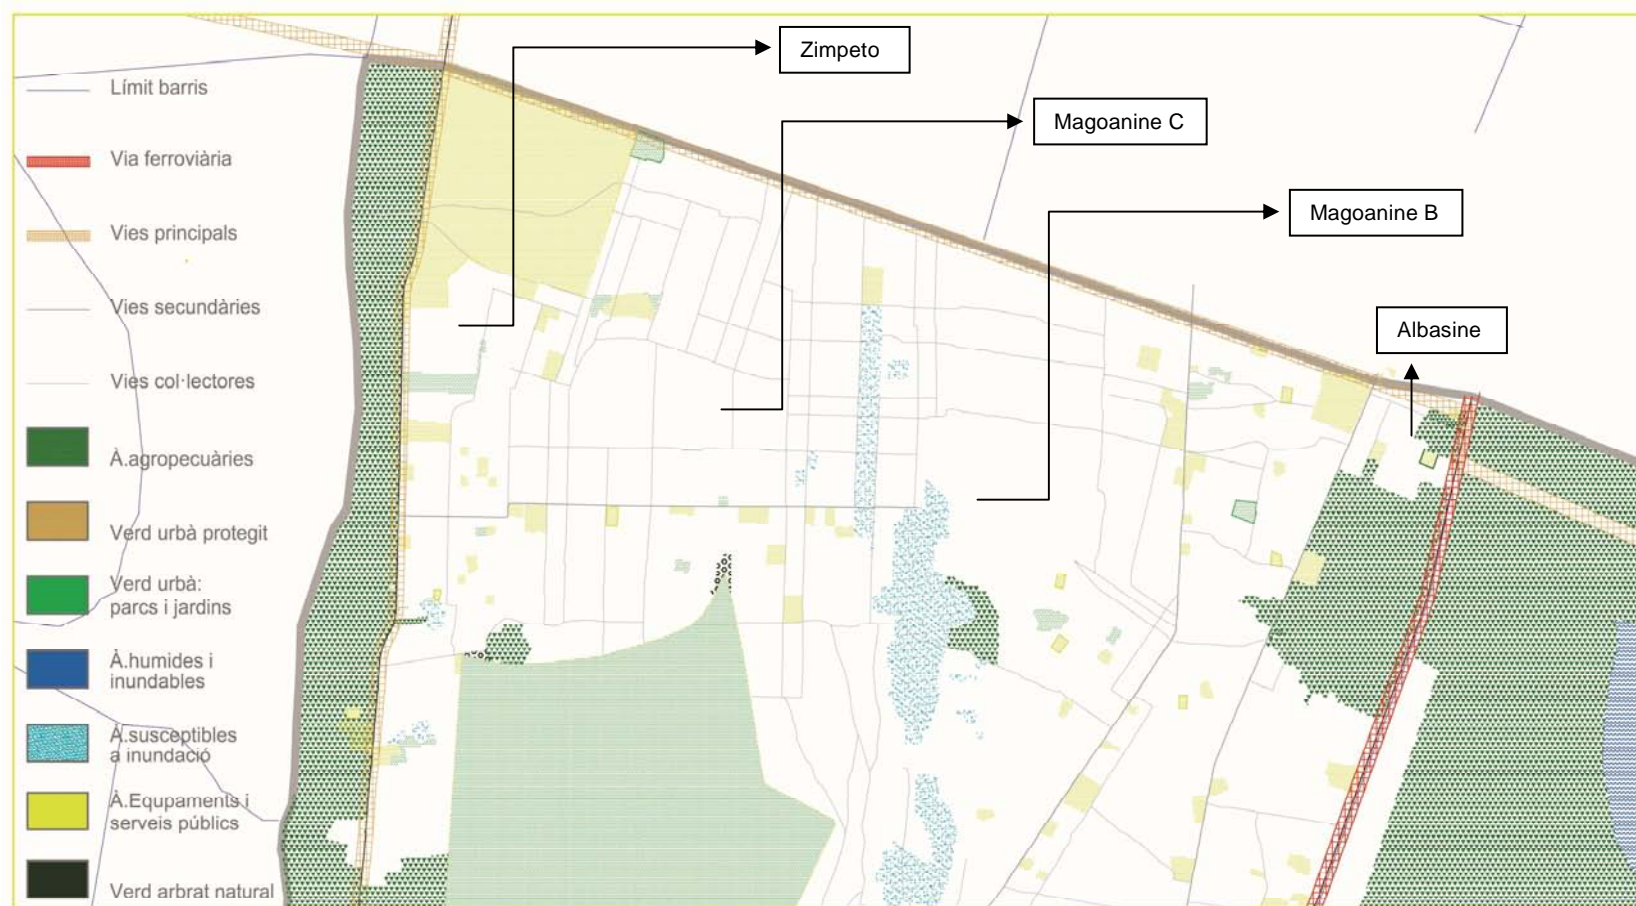 Zimpeto
Magoanine C
Magoanine B
Albasine
Límit barris
Via ferroviària
Vies principals
Vies secundàries
Vies col·lectores
À.agropecuàries
Verd urbà protegit
Verd urbà:
parcs i jardins
À.humides i
inundables
À.susceptibles
a inundació
À.Equpaments i
serveis públics
Verd arbrat natural